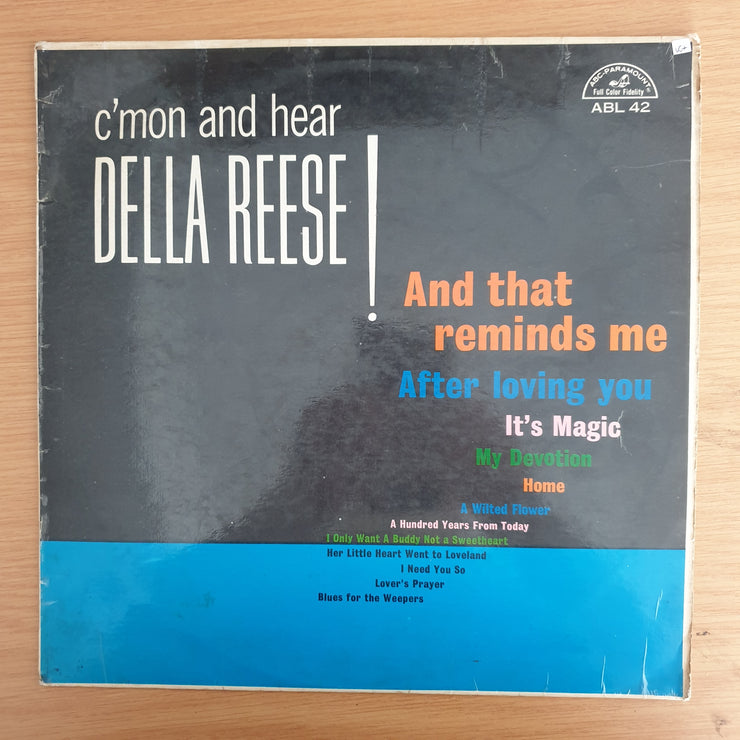 VG+
ABC-PARAMOUNT
Full Color Fidelity
ABL 42
c'mon and hear
DELLA REESE!
And that
reminds me
After loving you
It's Magic
My Devotion
Home
A Wilted Flower
A Hundred Years From Today
I Only Want A Buddy Not a Sweetheart
Her Little Heart Went to Loveland
I Need You So
Lover's Prayer
Blues for the Weepers